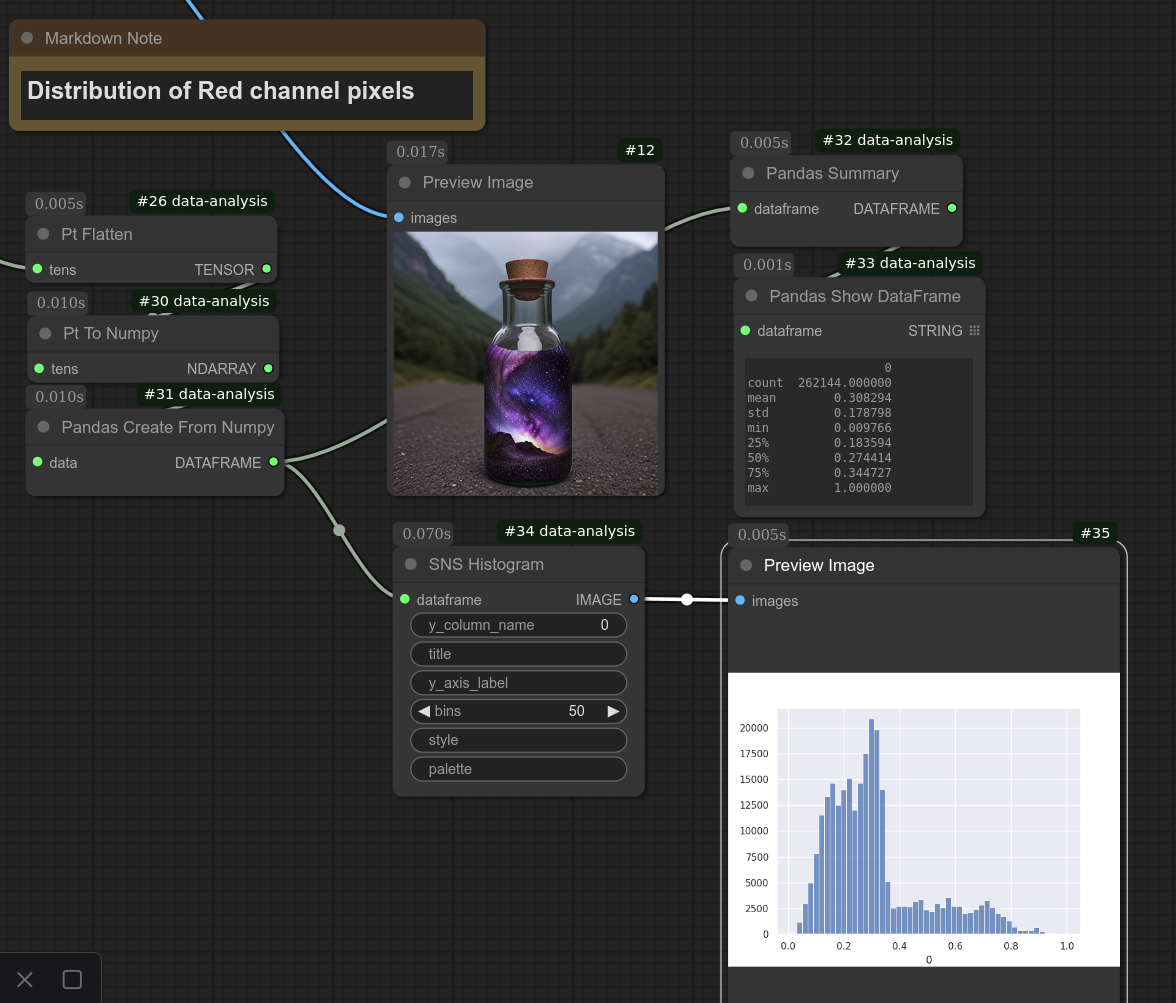 Markdown Note
Distribution of Red channel pixels
0.005s
#26 data-analysis
Pt Flatten
tens TENSOR
0.010s
#30 data-analysis
Pt To Numpy
tens NDARRAY
0.010s
#31 data-analysis
Pandas Create From Numpy
data DATAFRAME
0.017s
#12
Preview Image
images
0.005s
#32 data-analysis
Pandas Summary
dataframe DATAFRAME
0.001s
#33 data-analysis
Pandas Show DataFrame
dataframe STRING
0
count 262144.000000
mean 0.308294
std 0.178798
min 0.009766
25% 0.183594
50% 0.274414
75% 0.344727
max 1.000000
0.070s
#34 data-analysis
SNS Histogram
dataframe IMAGE
y_column_name 0
title
y_axis_label
bins 50
style
palette
0.005s
#35
Preview Image
images
20000
17500
15000
12500
10000
7500
5000
2500
0
0.0 0.2 0.4 0.6 0.8 1.0
0